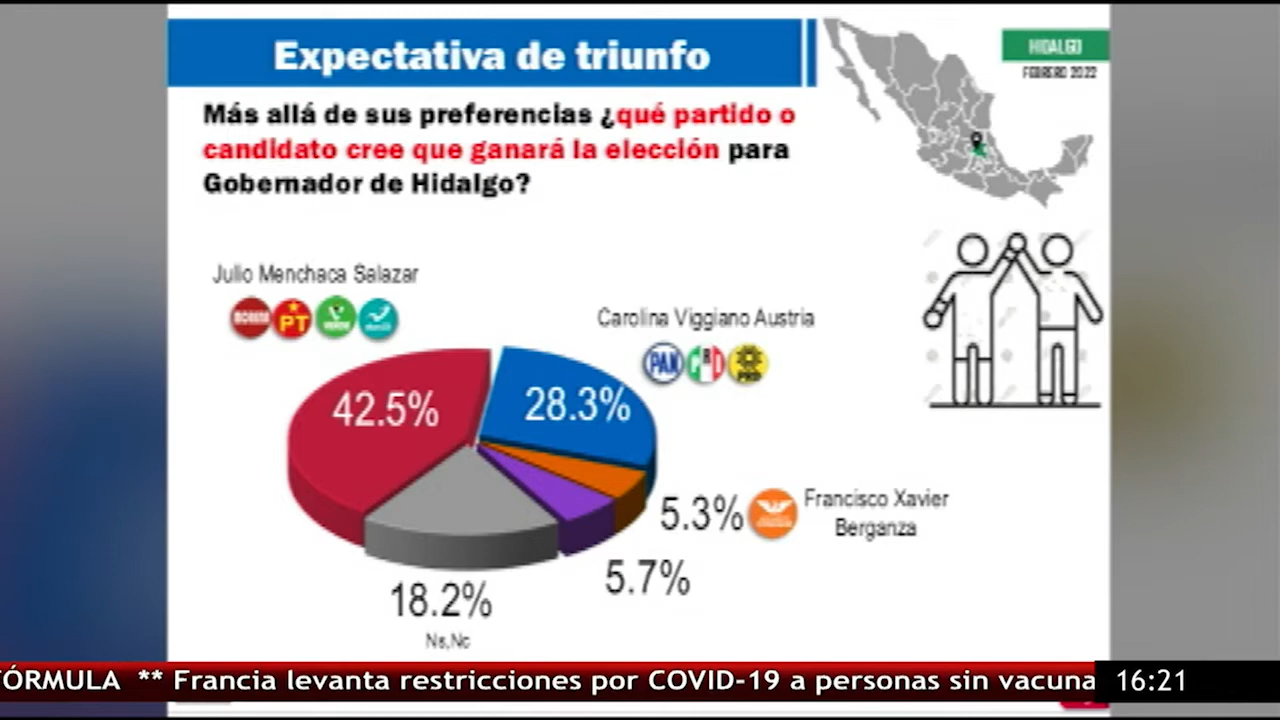 Expectativa de triunfo
HIDALGO
FEBRERO 2022
Más allá de sus preferencias ¿qué partido o
candidato cree que ganará la elección para
Gobernador de Hidalgo?
Julio Menchaca Salazar
morena PT VERDE
Carolina Viggiano Austria
PAN PRD
42.5%
28.3%
5.3%
Francisco Xavier
Berganza
5.7%
18.2%
Ns,Nc
FÓRMULA ** Francia levanta restricciones por COVID-19 a personas sin vacuna
16:21